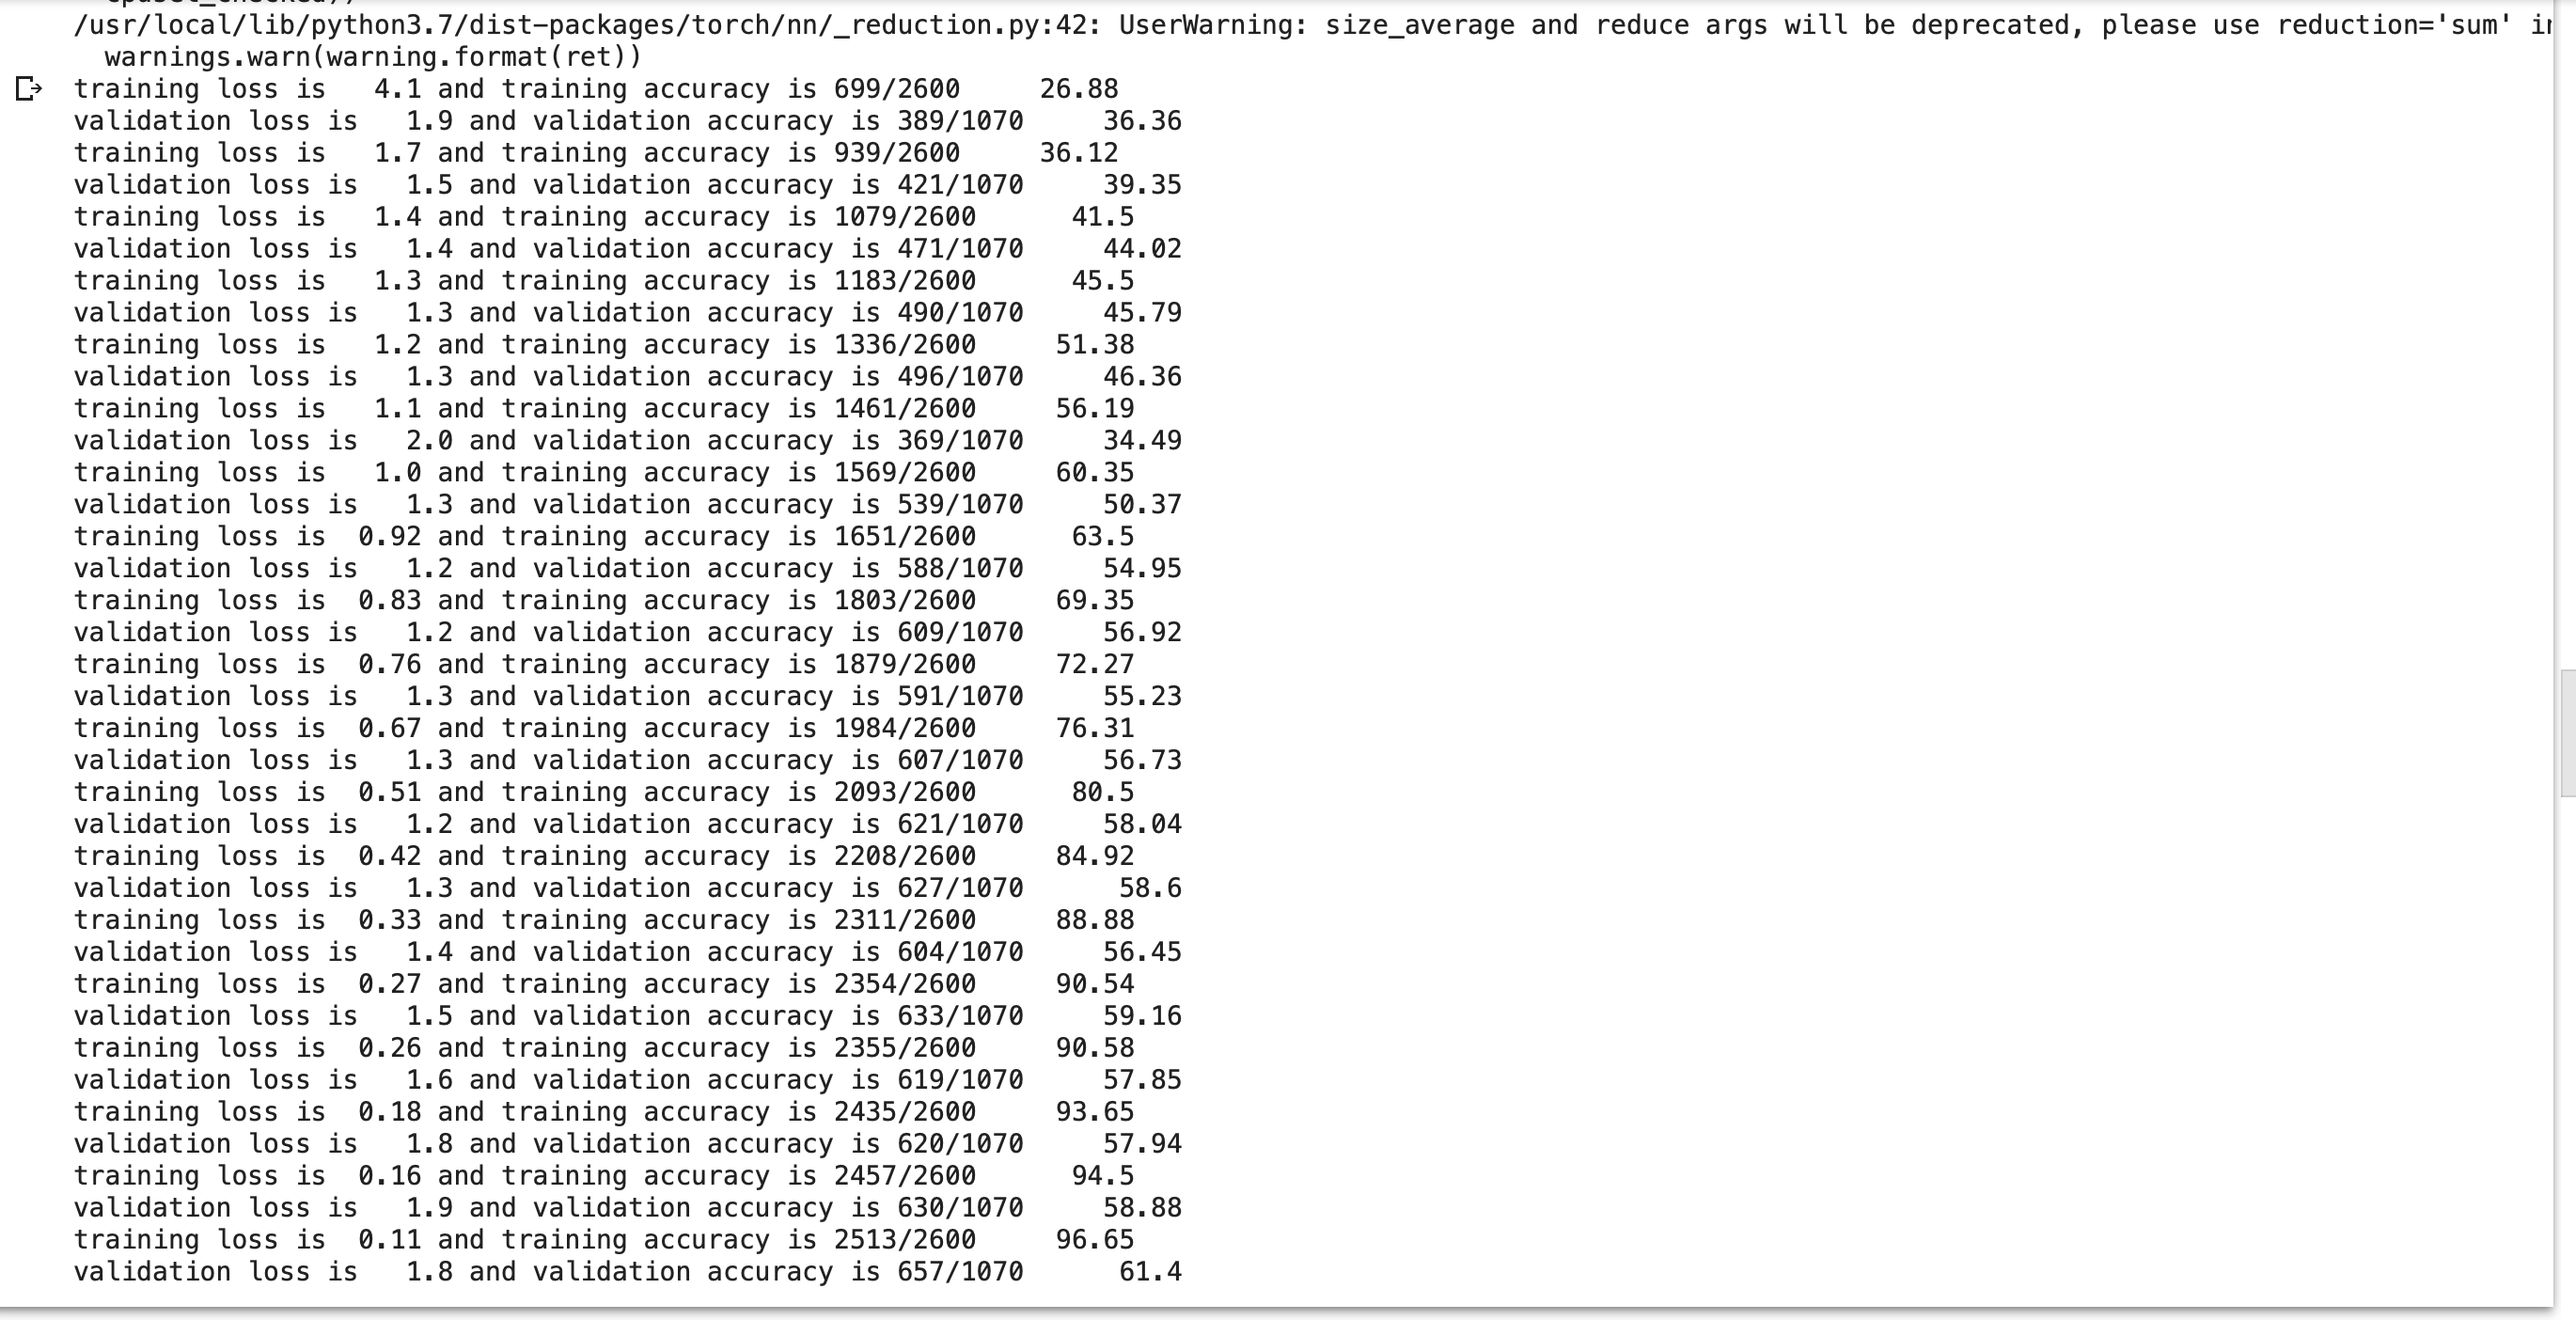 /usr/local/lib/python3.7/dist-packages/torch/nn/_reduction.py:42: UserWarning: size_average and reduce args will be deprecated, please use reduction='sum'
warnings.warn(warning.format(ret))
training loss is 4.1 and training accuracy is 699/2600 26.88
validation loss is 1.9 and validation accuracy is 389/1070 36.36
training loss is 1.7 and training accuracy is 939/2600 36.12
validation loss is 1.5 and validation accuracy is 421/1070 39.35
training loss is 1.4 and training accuracy is 1079/2600 41.5
validation loss is 1.4 and validation accuracy is 471/1070 44.02
training loss is 1.3 and training accuracy is 1183/2600 45.5
validation loss is 1.3 and validation accuracy is 490/1070 45.79
training loss is 1.2 and training accuracy is 1336/2600 51.38
validation loss is 1.3 and validation accuracy is 496/1070 46.36
training loss is 1.1 and training accuracy is 1461/2600 56.19
validation loss is 2.0 and validation accuracy is 369/1070 34.49
training loss is 1.0 and training accuracy is 1569/2600 60.35
validation loss is 1.3 and validation accuracy is 539/1070 50.37
training loss is 0.92 and training accuracy is 1651/2600 63.5
validation loss is 1.2 and validation accuracy is 588/1070 54.95
training loss is 0.83 and training accuracy is 1803/2600 69.35
validation loss is 1.2 and validation accuracy is 609/1070 56.92
training loss is 0.76 and training accuracy is 1879/2600 72.27
validation loss is 1.3 and validation accuracy is 591/1070 55.23
training loss is 0.67 and training accuracy is 1984/2600 76.31
validation loss is 1.3 and validation accuracy is 607/1070 56.73
training loss is 0.51 and training accuracy is 2093/2600 80.5
validation loss is 1.2 and validation accuracy is 621/1070 58.04
training loss is 0.42 and training accuracy is 2208/2600 84.92
validation loss is 1.3 and validation accuracy is 627/1070 58.6
training loss is 0.33 and training accuracy is 2311/2600 88.88
validation loss is 1.4 and validation accuracy is 604/1070 56.45
training loss is 0.27 and training accuracy is 2354/2600 90.54
validation loss is 1.5 and validation accuracy is 633/1070 59.16
training loss is 0.26 and training accuracy is 2355/2600 90.58
validation loss is 1.6 and validation accuracy is 619/1070 57.85
training loss is 0.18 and training accuracy is 2435/2600 93.65
validation loss is 1.8 and validation accuracy is 620/1070 57.94
training loss is 0.16 and training accuracy is 2457/2600 94.5
validation loss is 1.9 and validation accuracy is 630/1070 58.88
training loss is 0.11 and training accuracy is 2513/2600 96.65
validation loss is 1.8 and validation accuracy is 657/1070 61.4